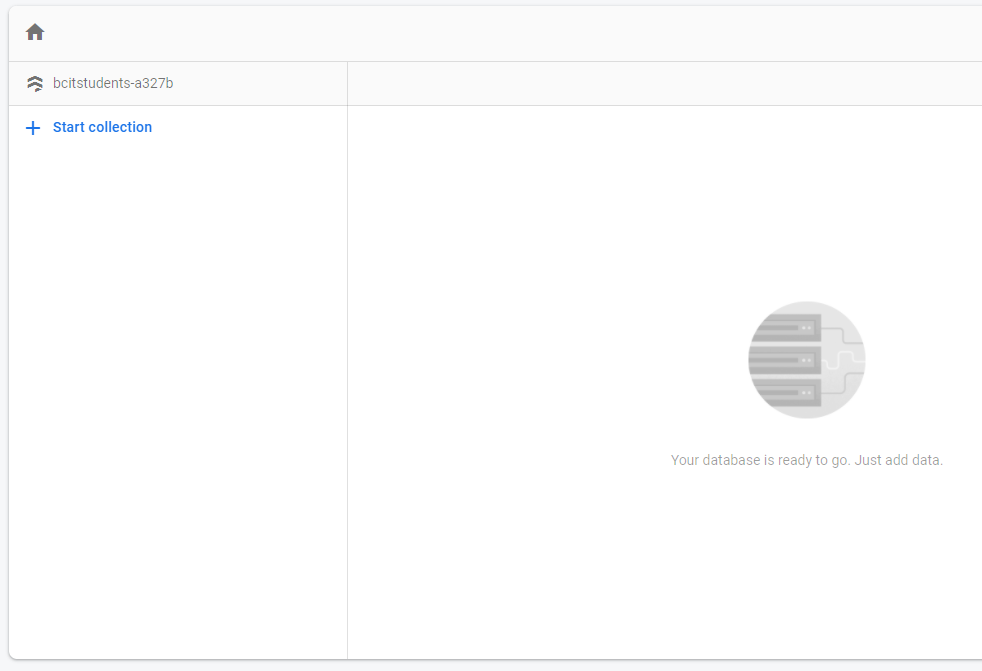 bcitstudents-a327b
Start collection
Your database is ready to go. Just add data.